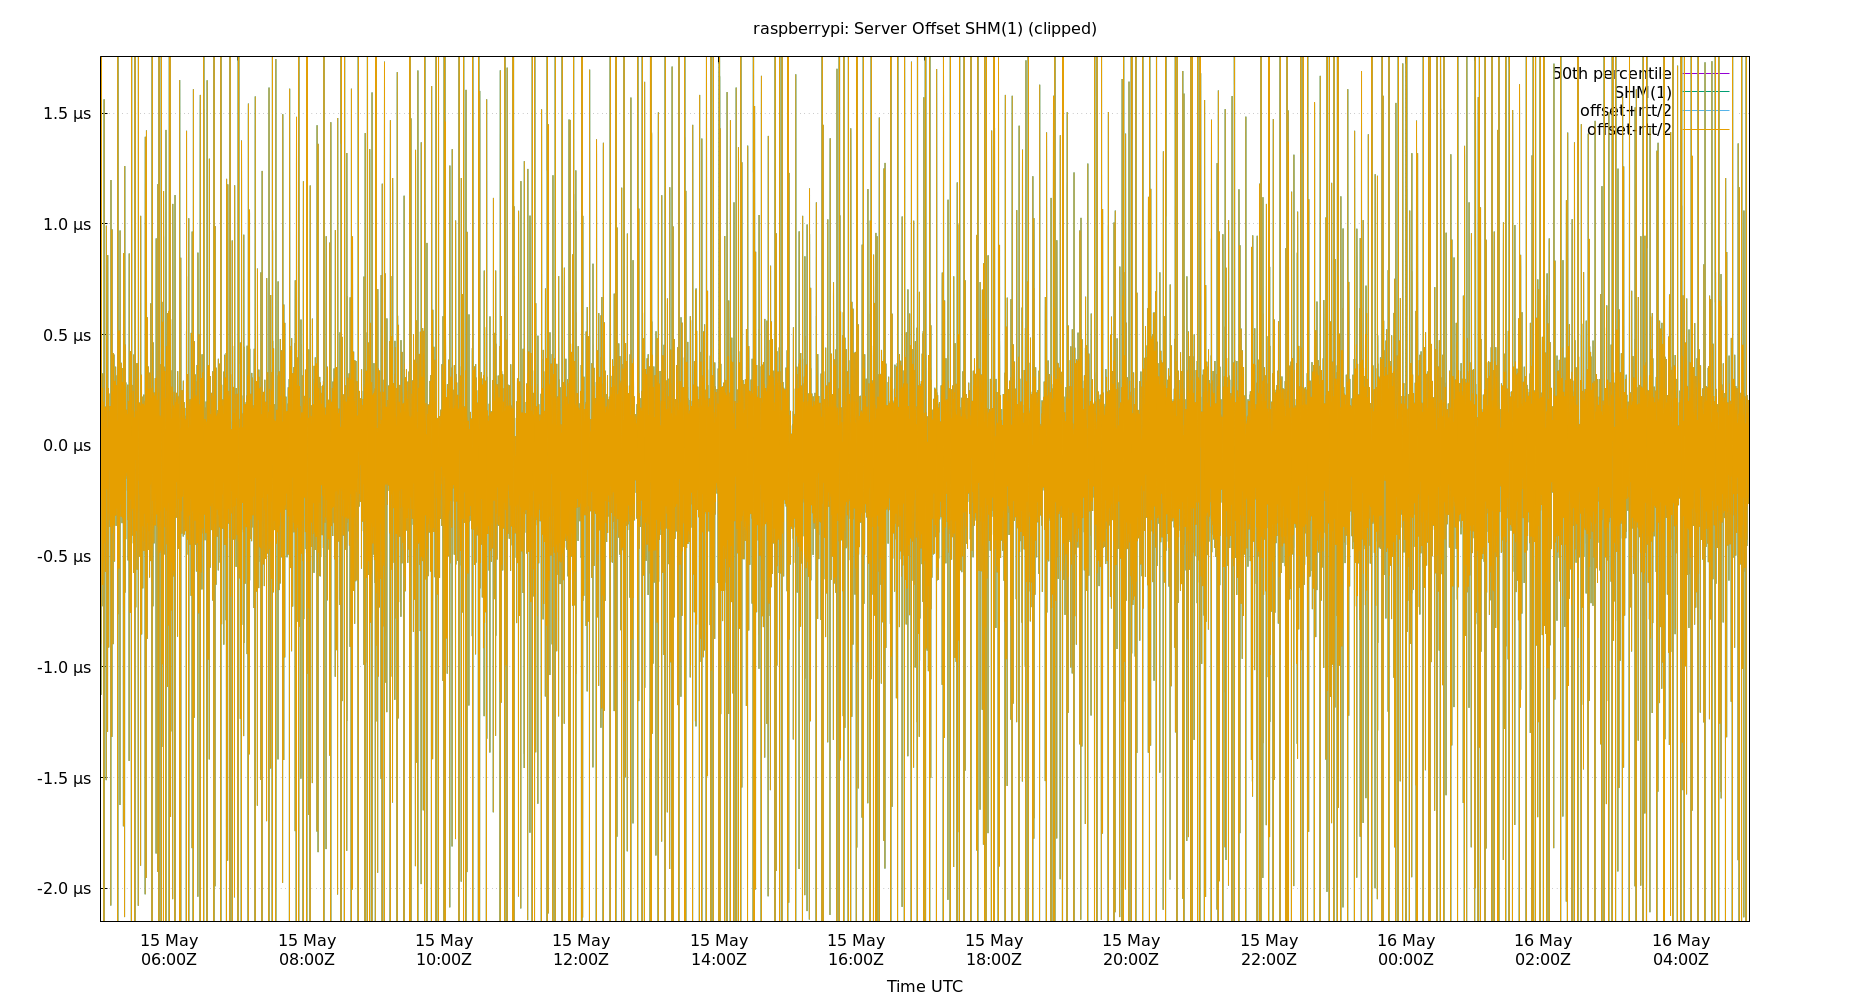 raspberrypi: Server Offset SHM(1) (clipped)
50th percentile
SHM(1)
offset+rtt/2
offset-rtt/2
1.5 µs
1.0 µs
0.5 µs
0.0 µs
-0.5 µs
-1.0 µs
-1.5 µs
-2.0 µs
15 May 15 May 15 May 15 May 15 May 15 May 15 May 15 May 15 May 16 May 16 May 16 May
06:00Z 08:00Z 10:00Z 12:00Z 14:00Z 16:00Z 18:00Z 20:00Z 22:00Z 00:00Z 02:00Z 04:00Z
Time UTC